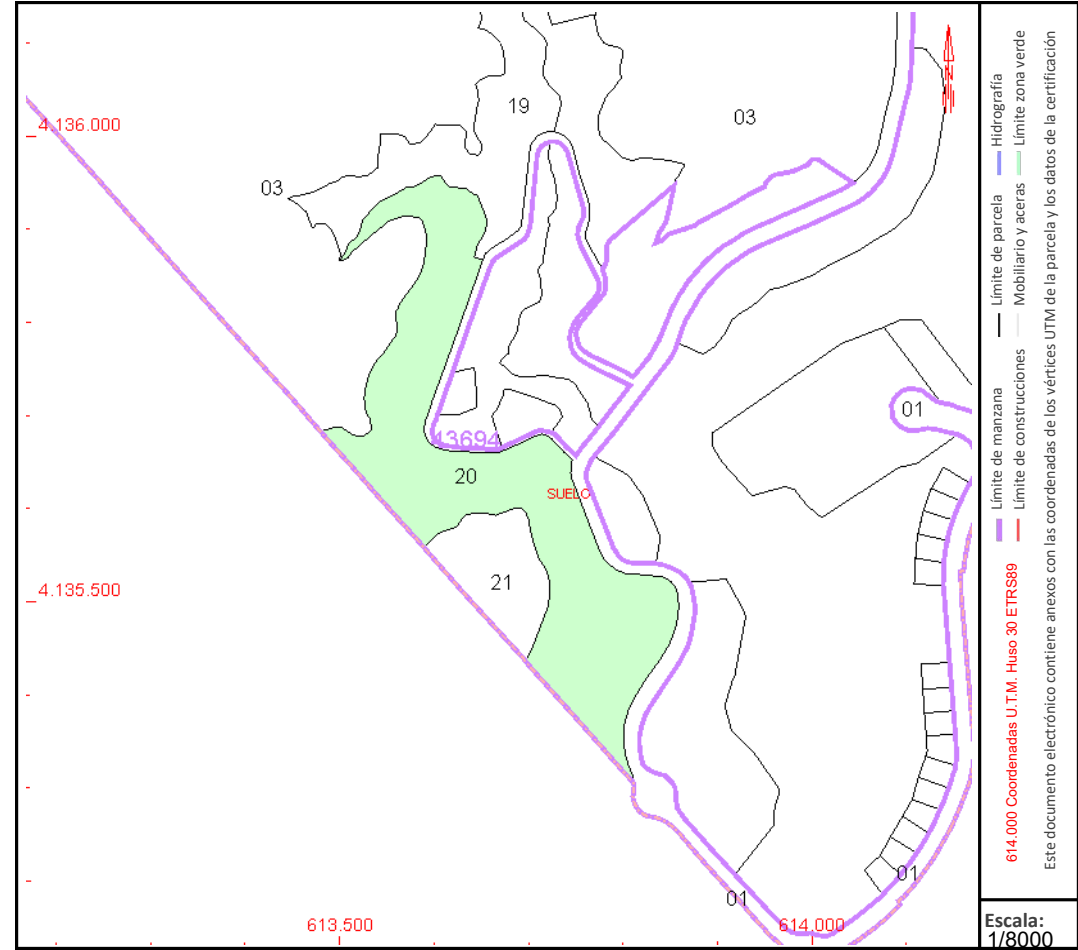 19
03
4.136.000
03
01
43694
20
SUELO
21
4.135.500
01
01
613.500
614.000
Hidrografía
Límite zona verde
Límite de parcela
Mobiliario y aceras
Límite de manzana
Límite de construcciones
614.000 Coordenadas U.T.M. Huso 30 ETRS89
Este documento electrónico contiene anexos con las coordenadas de los vértices UTM de la parcela y los datos de la certificación
Escala:
1/8000